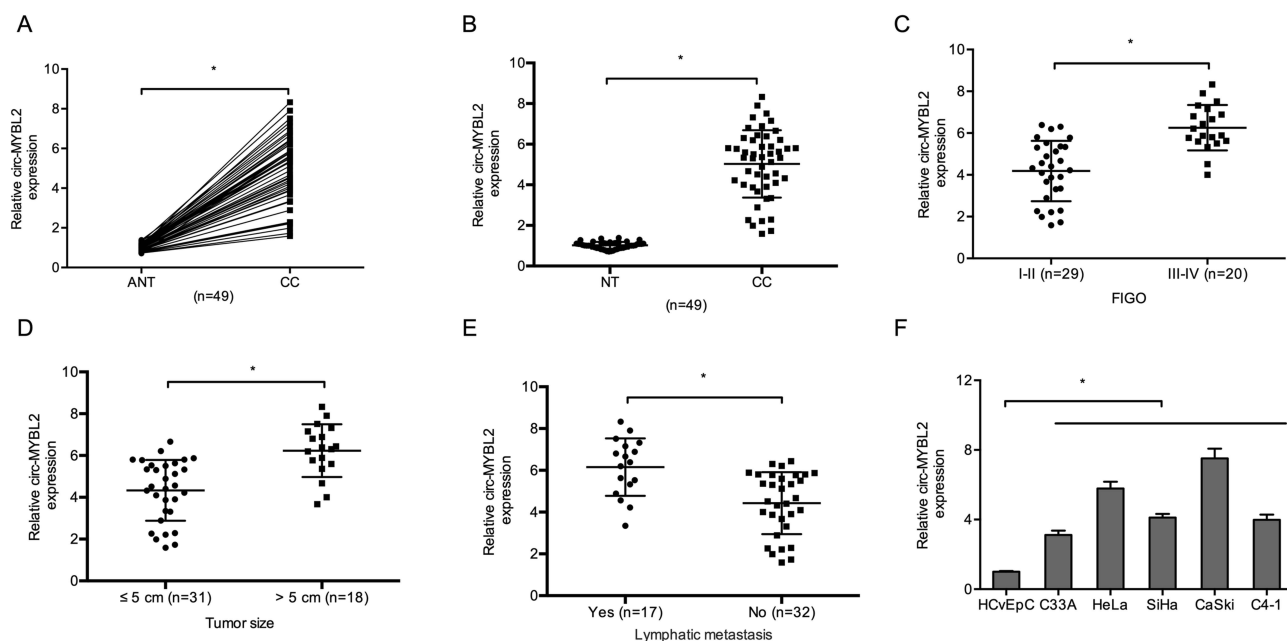 A
Relative circ-MYBL2
expression
10
8
6
4
2
0
*
ANT
CC
(n=49)
B
Relative circ-MYBL2
expression
10
8
6
4
2
0
*
NT
CC
(n=49)
C
Relative circ-MYBL2
expression
10
8
6
4
2
0
*
I-II (n=29)
III-IV (n=20)
FIGO
D
Relative circ-MYBL2
expression
10
8
6
4
2
0
*
≤ 5 cm (n=31)
> 5 cm (n=18)
Tumor size
E
Relative circ-MYBL2
expression
10
8
6
4
2
0
*
Yes (n=17)
No (n=32)
Lymphatic metastasis
F
Relative circ-MYBL2
expression
12
8
4
0
*
HCvEpC
C33A
HeLa
SiHa
CaSki
C4-1